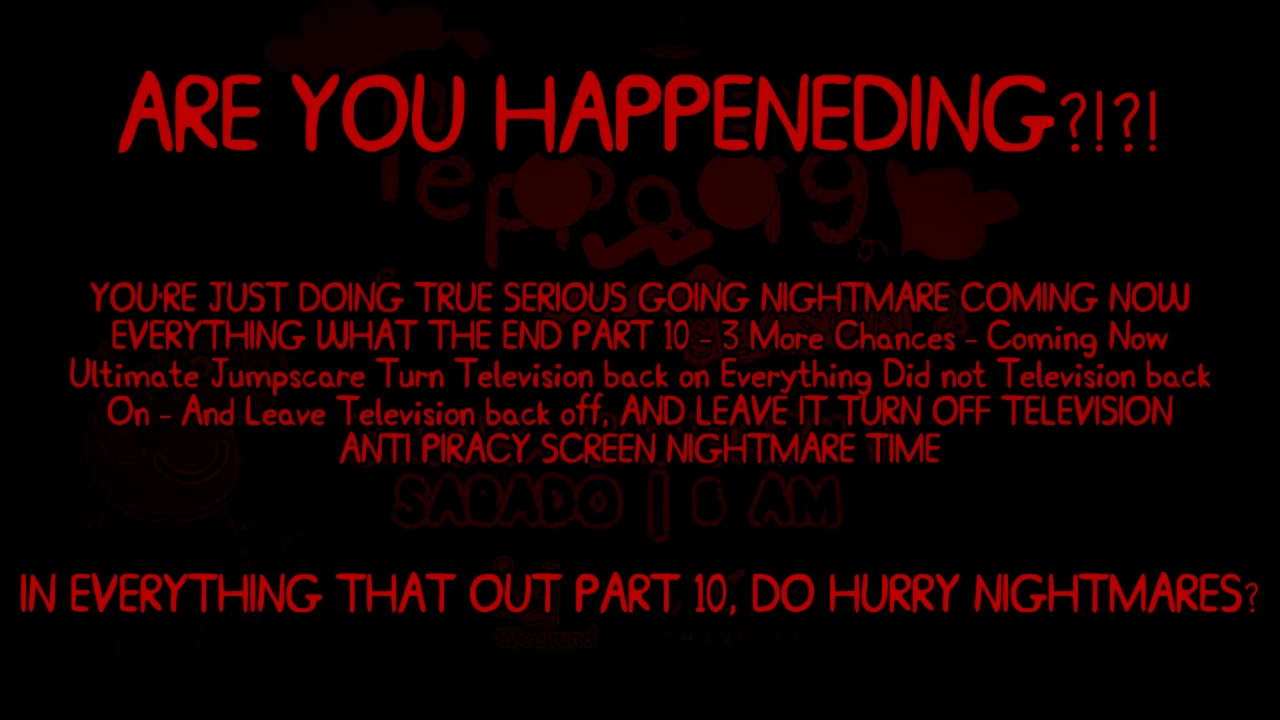 ARE YOU HAPPENEDING?!?!
YOU'RE JUST DOING TRUE SERIOUS GOING NIGHTMARE COMING NOW
EVERYTHING WHAT THE END PART 10 - 3 More Chances - Coming Now
Ultimate Jumpscare Turn Television back on Everything Did not Television back
On - And Leave Television back off, AND LEAVE IT TURN OFF TELEVISION
ANTI PIRACY SCREEN NIGHTMARE TIME
SABADO | 8 AM
IN EVERYTHING THAT OUT PART 10, DO HURRY NIGHTMARES?
Weekend